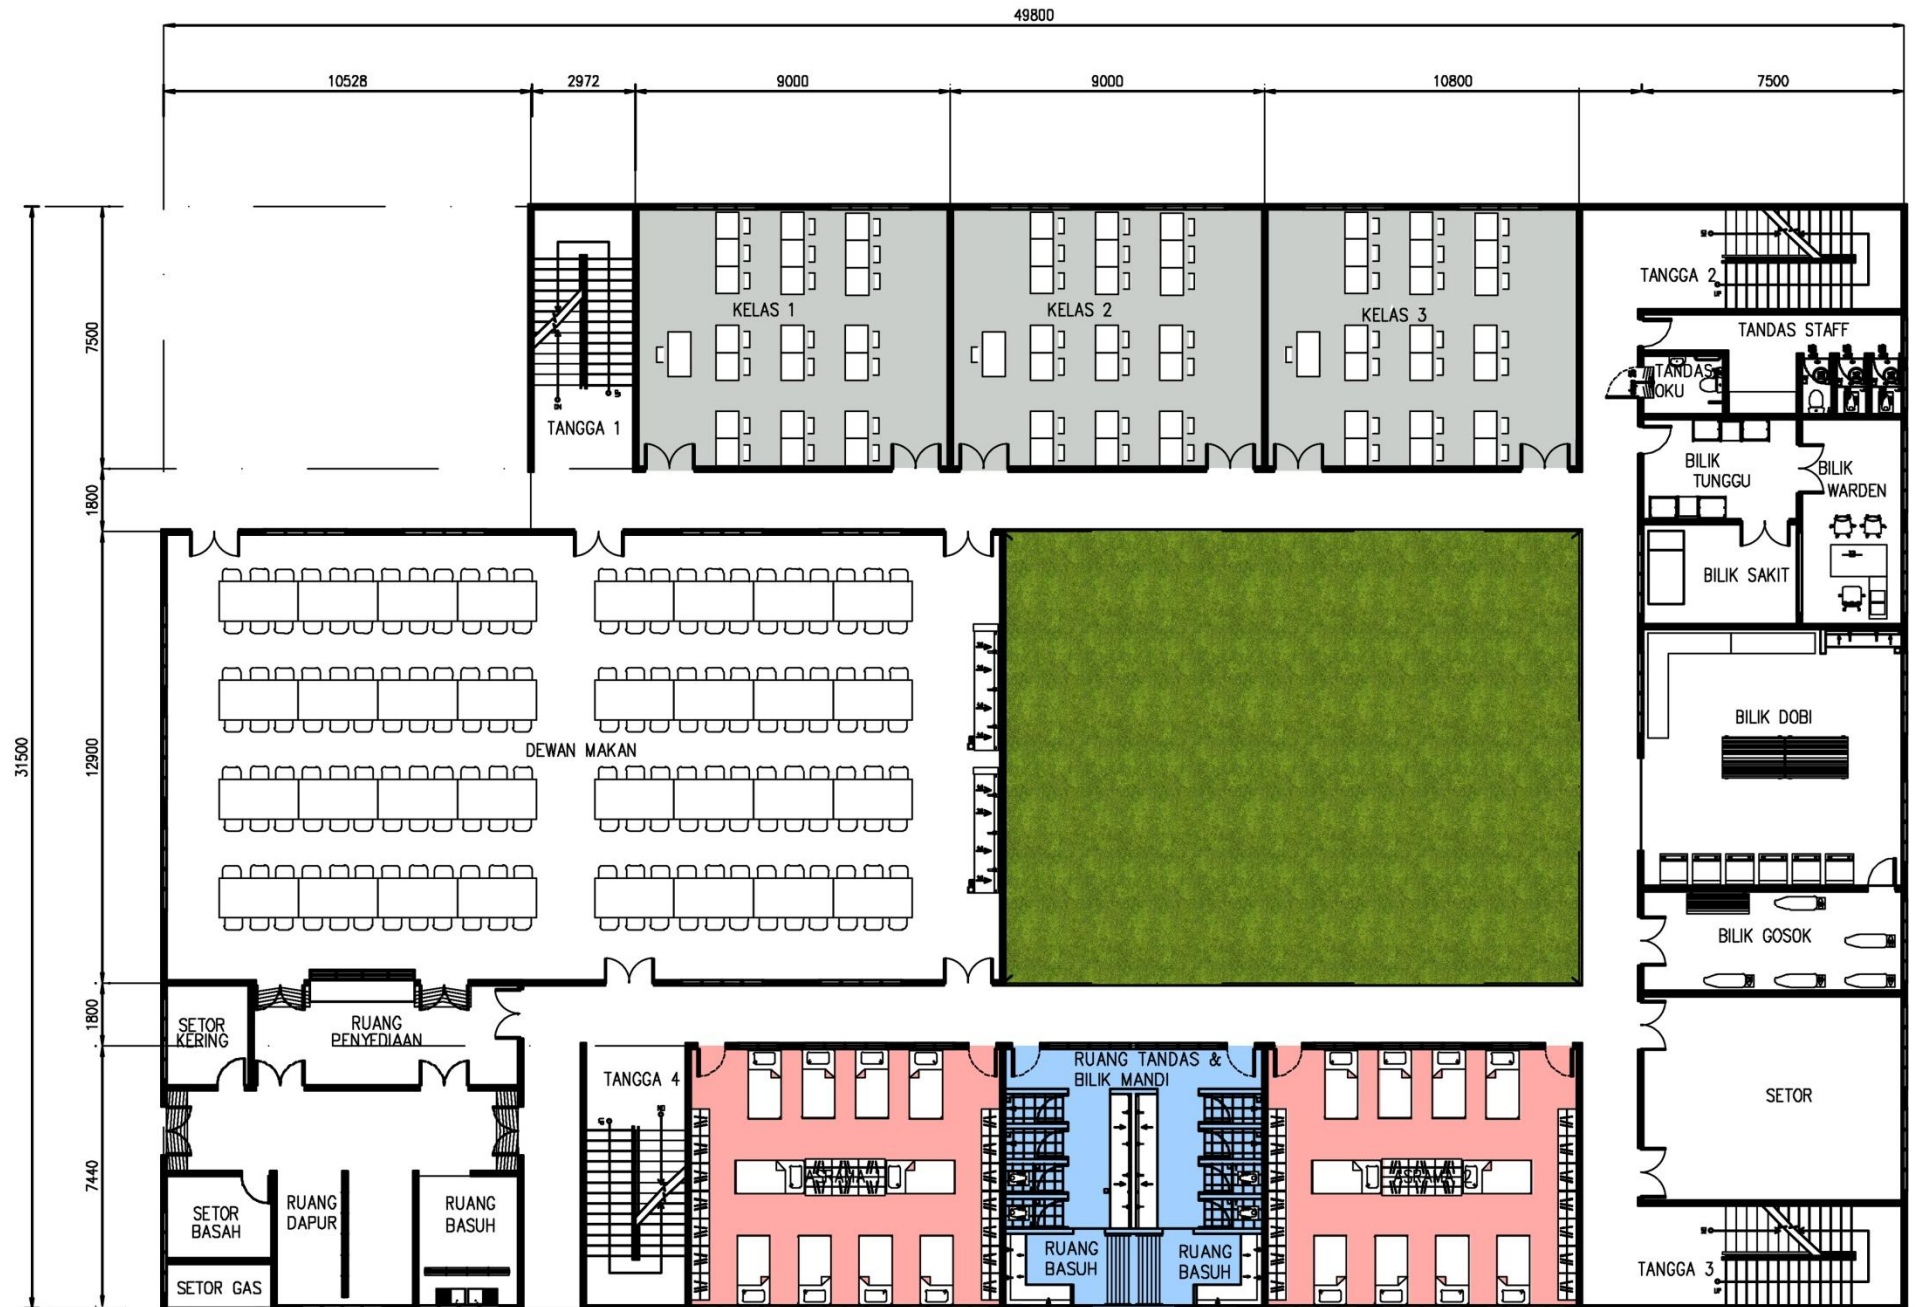 49800
10528
2972
9000
9000
10800
7500
31500
7500
1800
12900
1800
7440
TANGGA 1
KELAS 1
KELAS 2
KELAS 3
TANGGA 2
TANDAS STAFF
TANDAS
OKU
BILIK
TUNGGU
BILIK
WARDEN
BILIK SAKIT
DEWAN MAKAN
BILIK DOBI
BILIK GOSOK
SETOR
KERING
RUANG
PENYEDIAAN
TANGGA 4
RUANG TANDAS &
BILIK MANDI
SETOR
ASRAMA
ASRAMA 2
SETOR
BASAH
RUANG
DAPUR
RUANG
BASUH
RUANG
BASUH
RUANG
BASUH
SETOR GAS
TANGGA 3